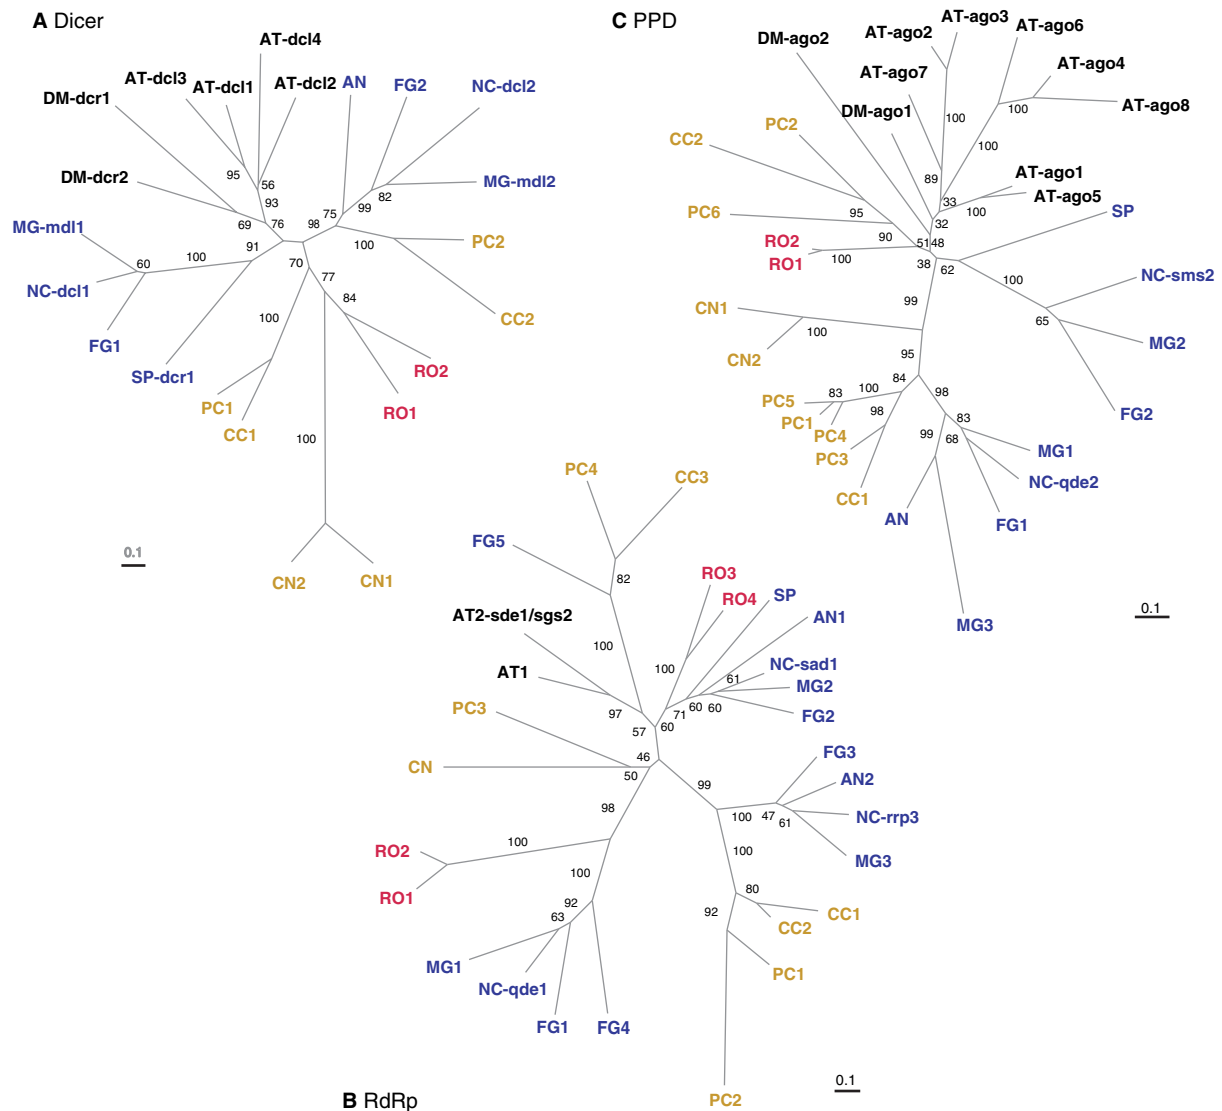 A Dicer
AT-dcl4
AT-dcl3
AT-dcl1
AT-dcl2
AN
FG2
NC-dcl2
DM-dcr1
DM-dcr2
MG-mdl2
MG-mdl1
NC-dcl1
FG1
SP-dcr1
PC1
CC1
PC2
CC2
RO2
RO1
CN2
CN1
95
56
93
69
76
91
98
75
99
82
100
100
60
70
77
84
100
100
0.1
C PPD
DM-ago2
AT-ago2
AT-ago3
AT-ago6
AT-ago7
AT-ago4
DM-ago1
AT-ago8
CC2
PC2
AT-ago1
AT-ago5
PC6
SP
RO2
RO1
NC-sms2
CN1
MG2
CN2
FG2
PC5
PC1
PC4
PC3
CC1
MG1
NC-qde2
AN
FG1
MG3
100
100
100
89
33
100
32
95
90
51
48
100
38
62
100
65
99
100
95
84
98
100
83
98
83
99
68
0.1
PC4
CC3
FG5
RO3
RO4
SP
AN1
AT2-sde1/sgs2
NC-sad1
AT1
MG2
PC3
FG2
CN
FG3
AN2
NC-rrp3
MG3
RO2
RO1
CC1
CC2
MG1
PC1
NC-qde1
FG1
FG4
PC2
82
100
100
61
97
71
60
60
57
60
46
50
99
98
100
47
61
100
100
100
80
92
92
63
0.1
B RdRp